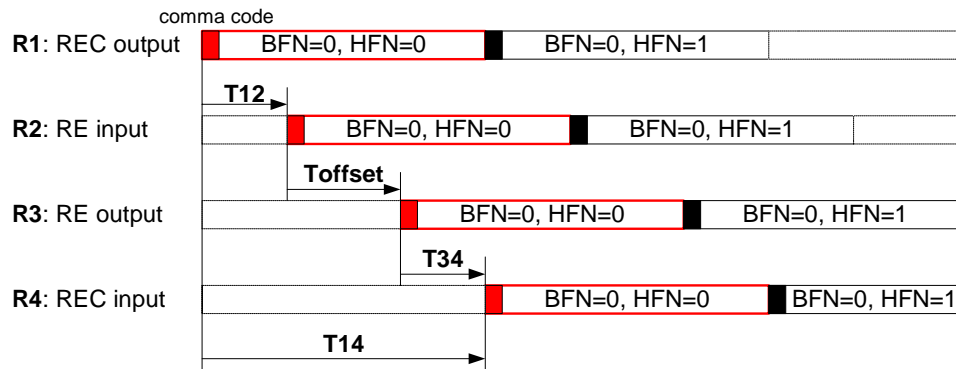 comma code
R1: REC output
BFN=0, HFN=0
BFN=0, HFN=1
T12
R2: RE input
BFN=0, HFN=0
BFN=0, HFN=1
Toffset
R3: RE output
BFN=0, HFN=0
BFN=0, HFN=1
T34
R4: REC input
BFN=0, HFN=0
BFN=0, HFN=1
T14